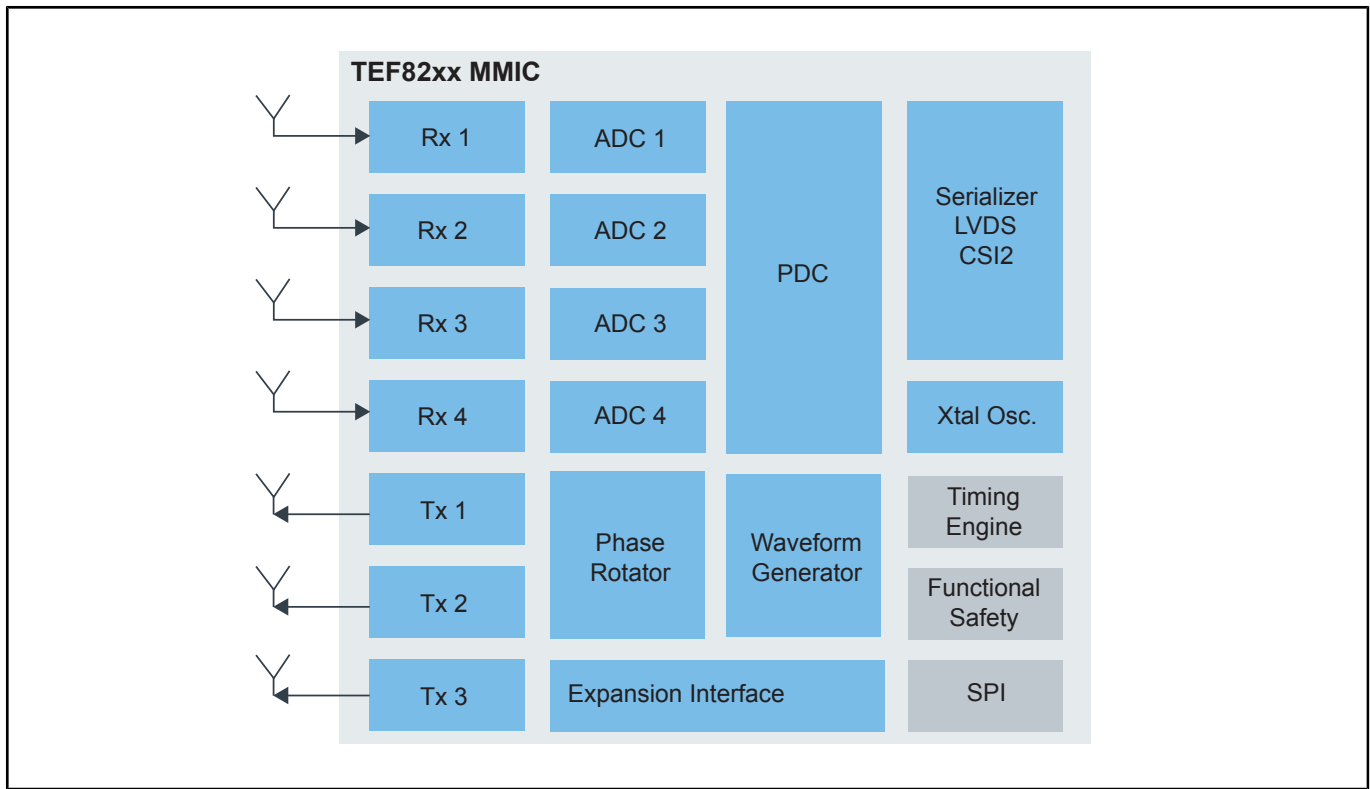 TEF82xx MMIC
Rx 1
ADC 1
PDC
Serializer
LVDS
CSI2
Rx 2
ADC 2
Rx 3
ADC 3
Rx 4
ADC 4
Xtal Osc.
Tx 1
Phase
Rotator
Waveform
Generator
Timing
Engine
Tx 2
Functional
Safety
Tx 3
Expansion Interface
SPI